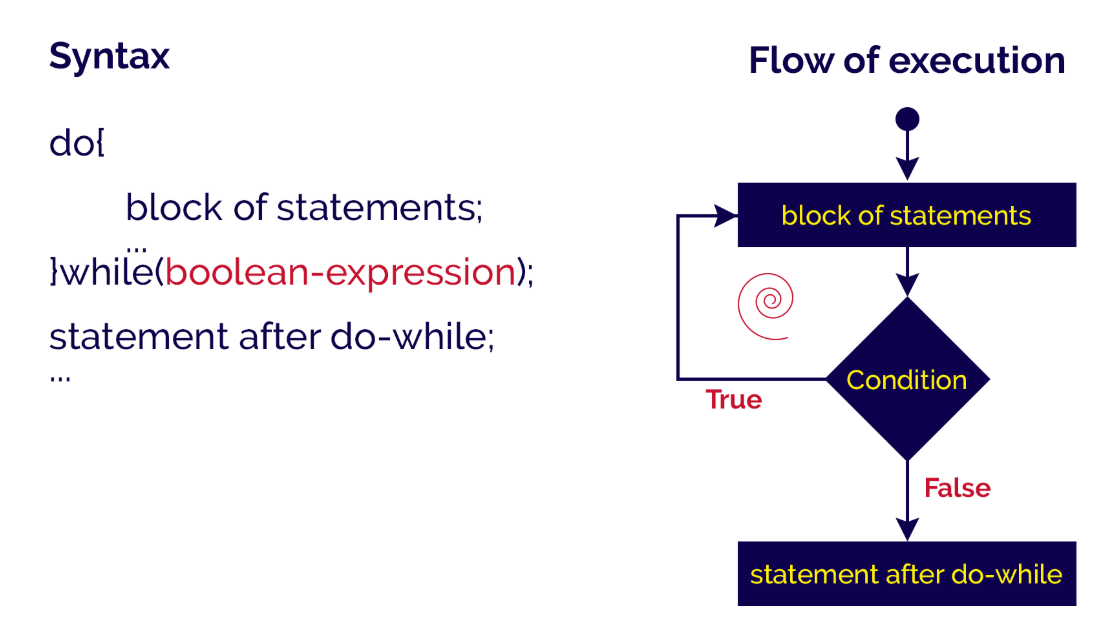 Syntax
do{
block of statements;
...
}while(boolean-expression);
statement after do-while;
...
Flow of execution
block of statements
Condition
True
False
statement after do-while